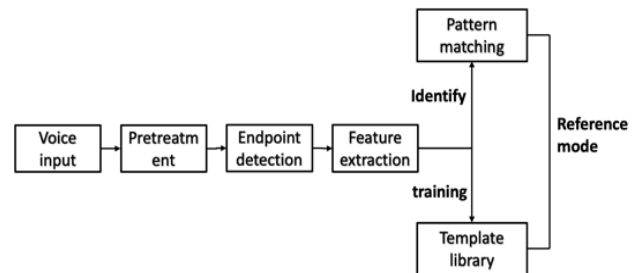 Pattern
matching
Identify
Reference
mode
Voice
input
Pretreatm
ent
Endpoint
detection
Feature
extraction
training
Template
library